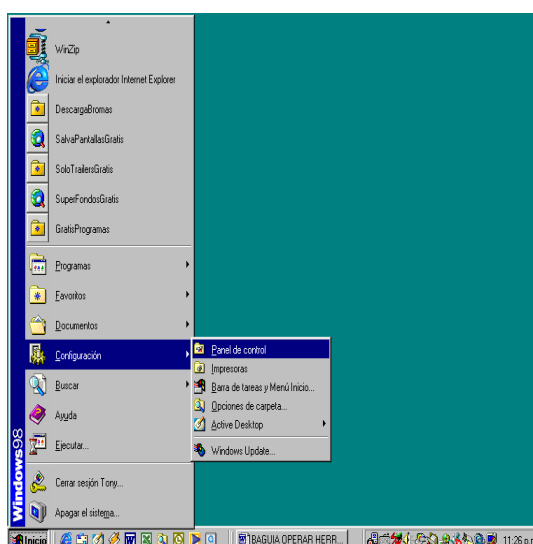 WinZip
Iniciar el explorador Internet Explorer
DescargaBromas
SalvaPantallasGratis
SoloTrailersGratis
SuperFondosGratis
GratisProgramas
Programas
Favoritos
Documentos
Configuración
Buscar
Ayuda
Ejecutar...
Cerrar sesión Tony...
Apagar el sistema...
Windows98
Panel de control
Impresoras
Barra de tareas y Menú Inicio...
Opciones de carpeta...
Active Desktop
Windows Update...
Inicio
BAGUIA OPERAR HERR...
11:26 p.m.